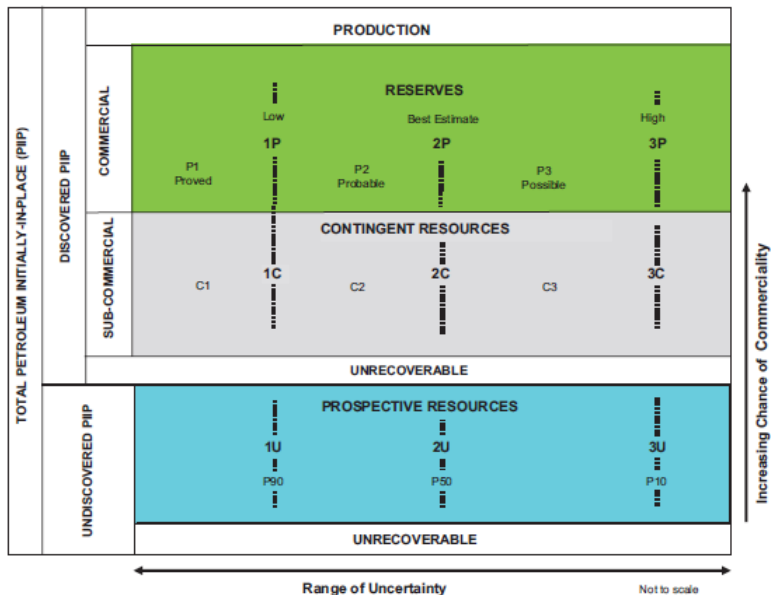 PRODUCTION
TOTAL PETROLEUM INITIALLY-IN-PLACE (PIIP)
DISCOVERED PIIP
COMMERCIAL
RESERVES
Low Best Estimate High
1P 2P 3P
P1 P2 P3
Proved Probable Possible
SUB-COMMERCIAL
CONTINGENT RESOURCES
1C 2C 3C
C1 C2 C3
UNRECOVERABLE
UNDISCOVERED PIIP
PROSPECTIVE RESOURCES
1U 2U 3U
P90 P50 P10
UNRECOVERABLE
Increasing Chance of Commerciality
Range of Uncertainty
Not to scale